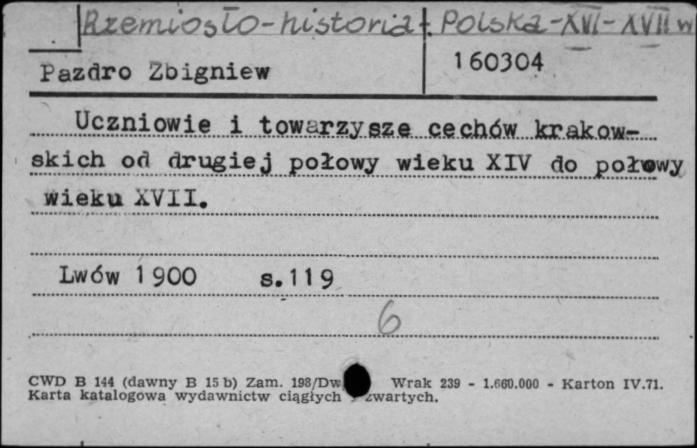 Rzemiosło-historia-Polska-XVI-XVII w
Pazdro Zbigniew
160304
Uczniowie i towarzysze cechów krakow-
skich od drugiej połowy wieku XIV do połowy
wieku XVII.
Lwów 1900 s.119
6
CWD B 144 (dawny B 15 b) Zam. 198/Dw. Wrak 239 - 1.660.000 - Karton IV.71.
Karta katalogowa wydawnictw ciągłych zwartych.